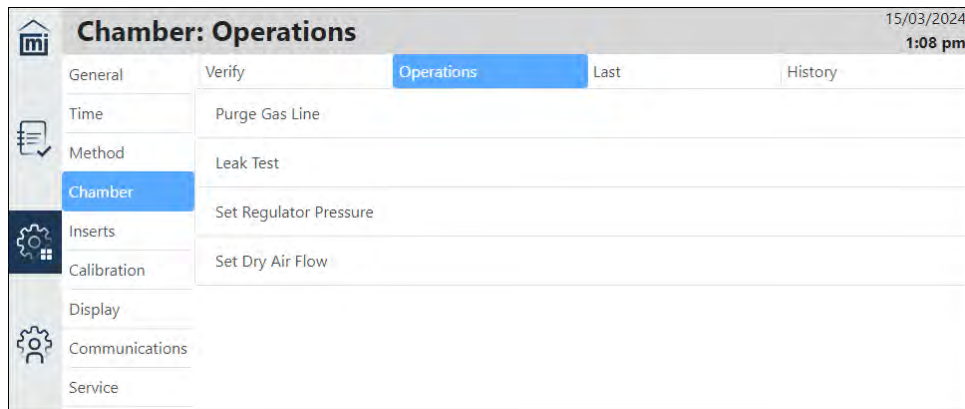 mi
Chamber: Operations
15/03/2024
1:08 pm
General
Time
Method
Chamber
Inserts
Calibration
Display
Communications
Service
Verify
Operations
Last
History
Purge Gas Line
Leak Test
Set Regulator Pressure
Set Dry Air Flow